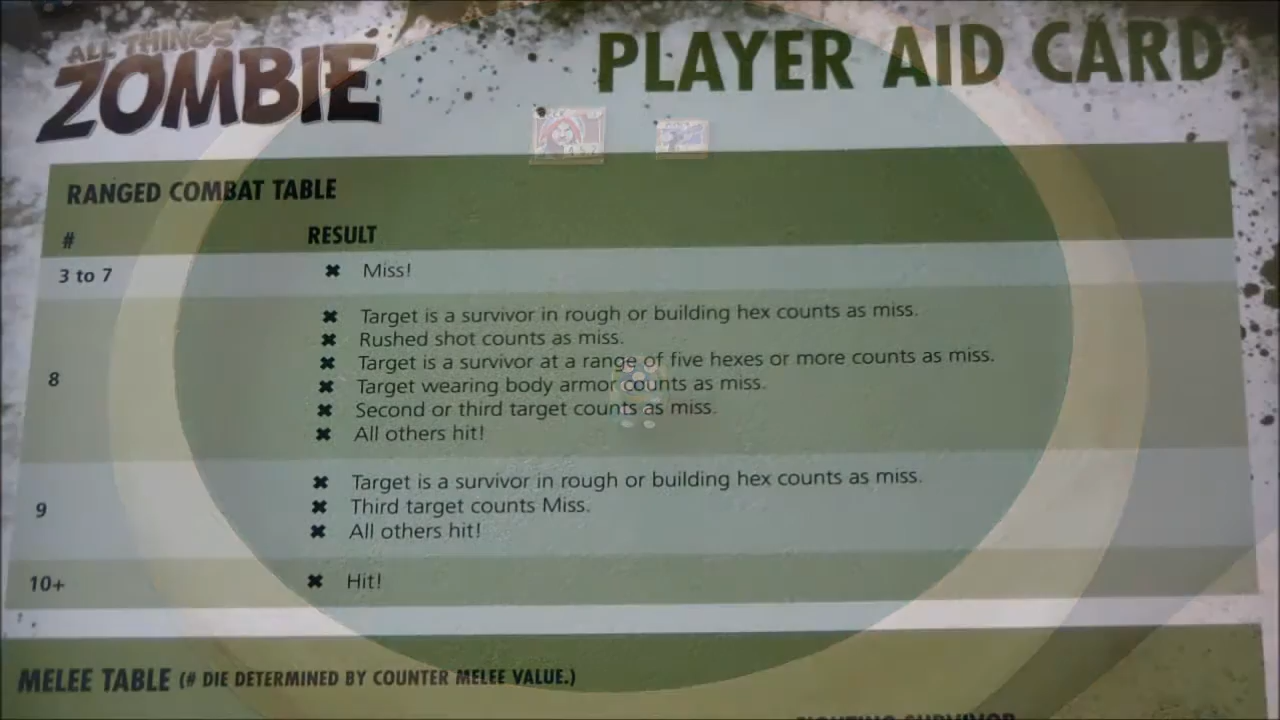 ALL THINGS
ZOMBIE
PLAYER AID CARD
RANGED COMBAT TABLE
# RESULT
3 to 7 ✖ Miss!
✖ Target is a survivor in rough or building hex counts as miss.
✖ Rushed shot counts as miss.
✖ Target is a survivor at a range of five hexes or more counts as miss.
8 ✖ Target wearing body armor counts as miss.
✖ Second or third target counts as miss.
✖ All others hit!
✖ Target is a survivor in rough or building hex counts as miss.
9 ✖ Third target counts Miss.
✖ All others hit!
10+ ✖ Hit!
MELEE TABLE (# DIE DETERMINED BY COUNTER MELEE VALUE.)
FIGHTING SURVIVOR